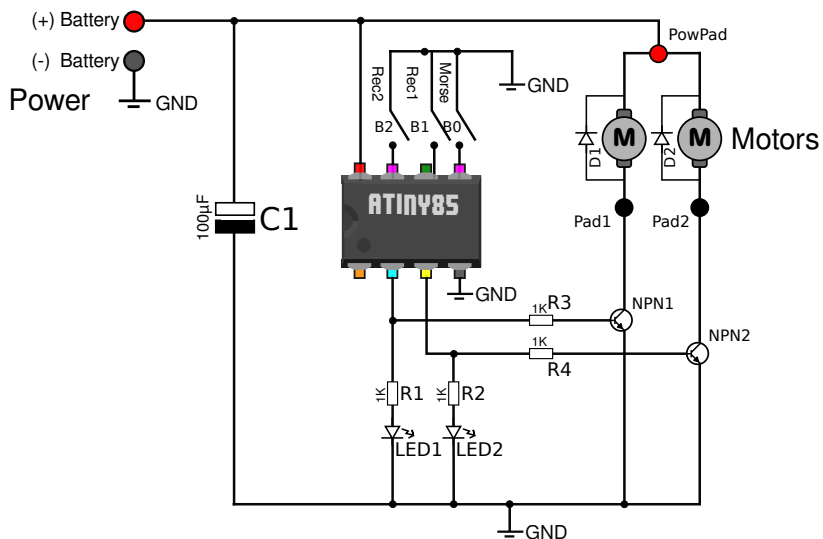 (+) Battery
PowPad
(-) Battery
Power
GND
Rec2
Rec1
Morse
GND
B2
B1
B0
D1
M
D2
M
Motors
ATINY85
100µF
C1
Pad1
Pad2
GND
1K
R3
NPN1
1K
R4
NPN2
1K
R1
1K
R2
LED1
LED2
GND